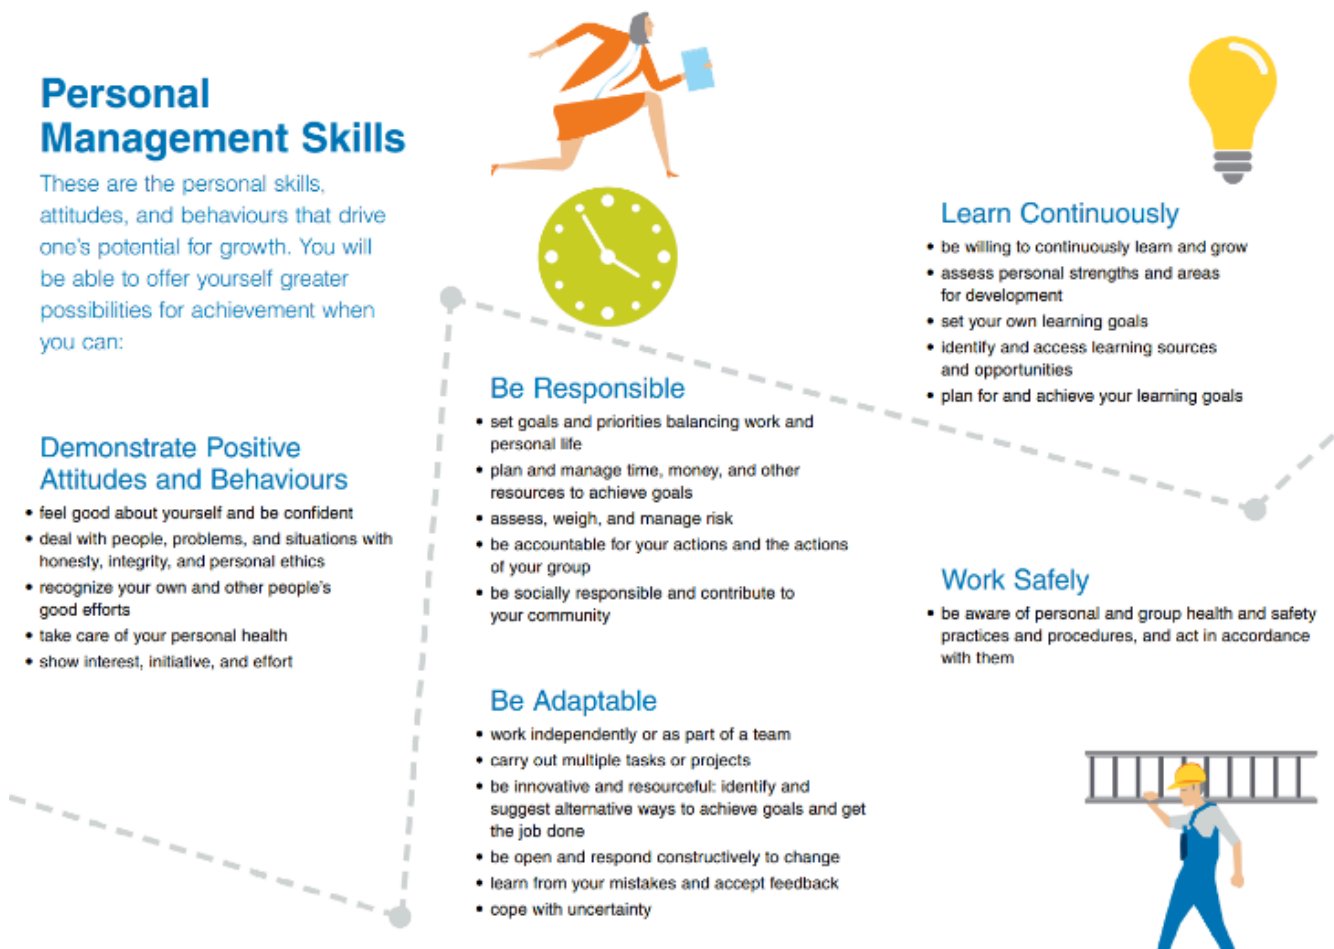 Personal
Management Skills
These are the personal skills,
attitudes, and behaviours that drive
one's potential for growth. You will
be able to offer yourself greater
possibilities for achievement when
you can:
Demonstrate Positive
Attitudes and Behaviours
• feel good about yourself and be confident
• deal with people, problems, and situations with
honesty, integrity, and personal ethics
• recognize your own and other people's
good efforts
• take care of your personal health
• show interest, initiative, and effort
Be Responsible
• set goals and priorities balancing work and
personal life
• plan and manage time, money, and other
resources to achieve goals
• assess, weigh, and manage risk
• be accountable for your actions and the actions
of your group
• be socially responsible and contribute to
your community
Be Adaptable
• work independently or as part of a team
• carry out multiple tasks or projects
• be innovative and resourceful: identify and
suggest alternative ways to achieve goals and get
the job done
• be open and respond constructively to change
• learn from your mistakes and accept feedback
• cope with uncertainty
Learn Continuously
• be willing to continuously learn and grow
• assess personal strengths and areas
for development
• set your own learning goals
• identify and access learning sources
and opportunities
• plan for and achieve your learning goals
Work Safely
• be aware of personal and group health and safety
practices and procedures, and act in accordance
with them